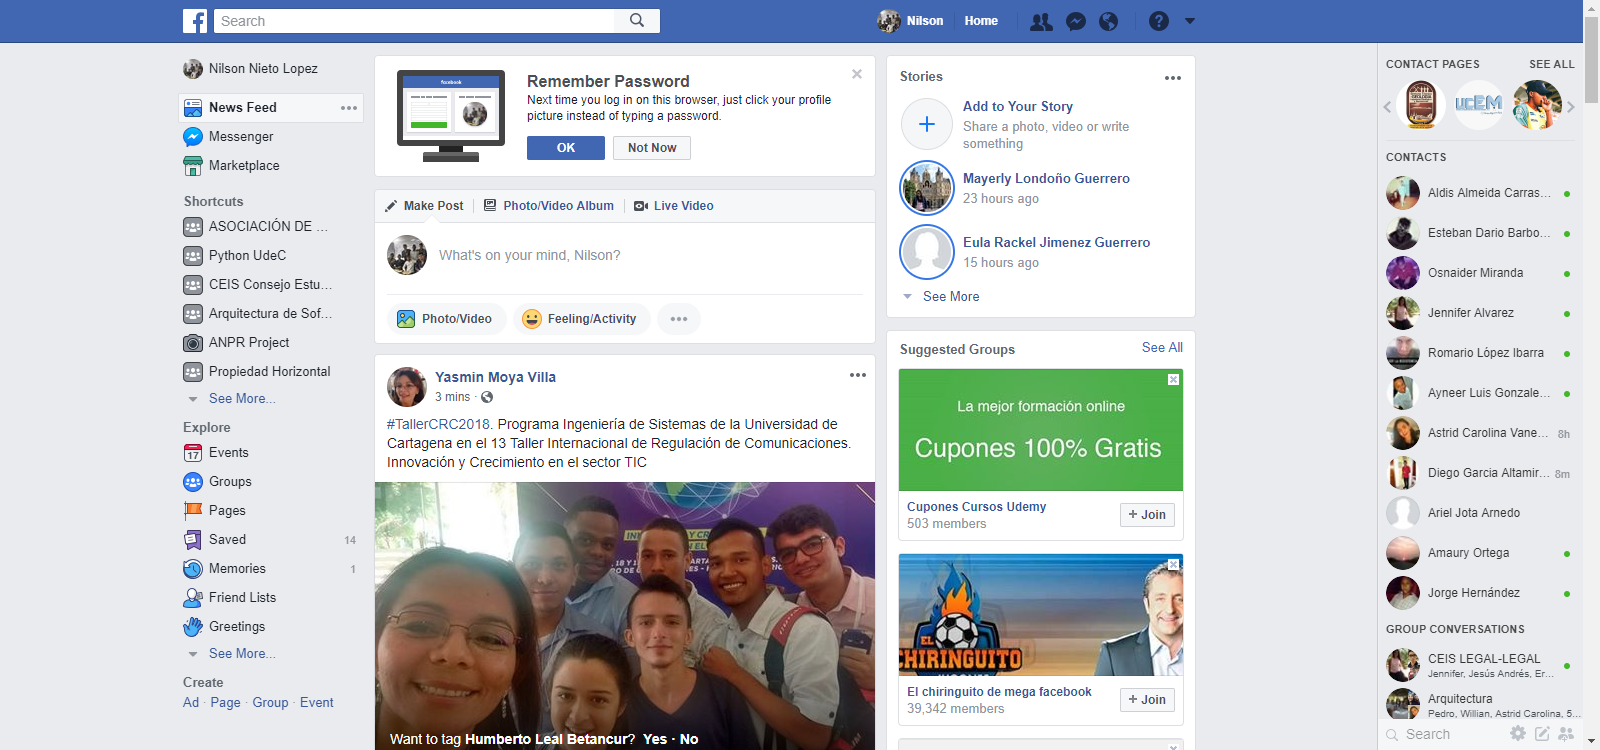 Search
Nilson
Home
Nilson Nieto Lopez
News Feed
Messenger
Marketplace
Shortcuts
ASOCIACIÓN DE ...
Python UdeC
CEIS Consejo Estu...
Arquitectura de Sof...
ANPR Project
Propiedad Horizontal
See More...
Explore
17
Events
Groups
Pages
Saved 14
Memories 1
Friend Lists
Greetings
See More...
Create
Ad · Page · Group · Event
facebook
Remember Password
Next time you log in on this browser, just click your profile
picture instead of typing a password.
OK
Not Now
Make Post
Photo/Video Album
Live Video
What's on your mind, Nilson?
Photo/Video
Feeling/Activity
Yasmin Moya Villa
3 mins ·
#TallerCRC2018. Programa Ingeniería de Sistemas de la Universidad de
Cartagena en el 13 Taller Internacional de Regulación de Comunicaciones.
Innovación y Crecimiento en el sector TIC
Want to tag Humberto Leal Betancur? Yes · No
Stories
Add to Your Story
Share a photo, video or write
something
Mayerly Londoño Guerrero
23 hours ago
Eula Rackel Jimenez Guerrero
15 hours ago
See More
Suggested Groups
See All
La mejor formación online
Cupones 100% Gratis
Cupones Cursos Udemy
503 members
+ Join
EL
CHIRINGUITO
El chiringuito de mega facebook
39,342 members
+ Join
CONTACT PAGES
SEE ALL
UCEM
CONTACTS
Aldis Almeida Carras...
Esteban Dario Barbo...
Osnaider Miranda
Jennifer Alvarez
Romario López Ibarra
Ayneer Luis Gonzale...
Astrid Carolina Vane... 8h
Diego Garcia Altamir... 8m
Ariel Jota Arnedo
Amaury Ortega
Jorge Hernández
GROUP CONVERSATIONS
CEIS LEGAL-LEGAL
Jennifer, Jesús Andrés, Er...
Arquitectura
Pedro, Willian, Astrid Carolina, 5...
Search